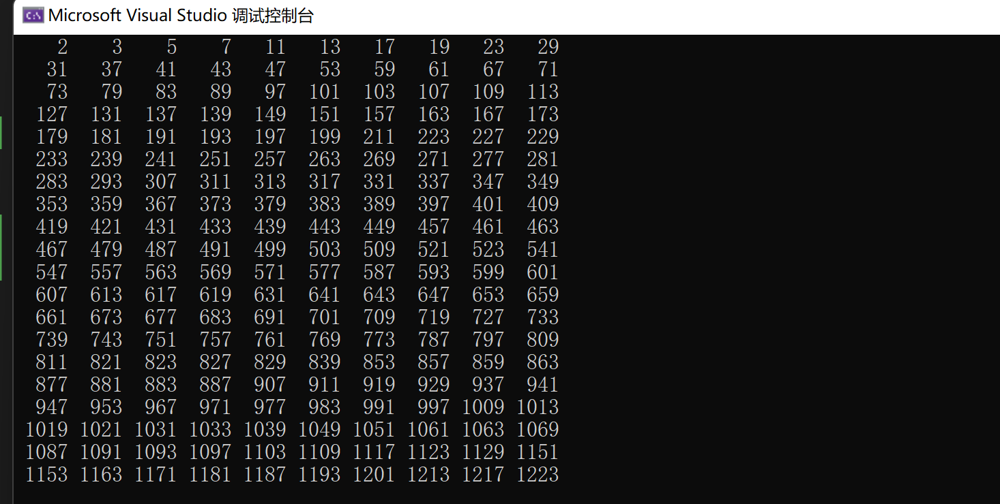 Microsoft Visual Studio 调试控制台
2 3 5 7 11 13 17 19 23 29
31 37 41 43 47 53 59 61 67 71
73 79 83 89 97 101 103 107 109 113
127 131 137 139 149 151 157 163 167 173
179 181 191 193 197 199 211 223 227 229
233 239 241 251 257 263 269 271 277 281
283 293 307 311 313 317 331 337 347 349
353 359 367 373 379 383 389 397 401 409
419 421 431 433 439 443 449 457 461 463
467 479 487 491 499 503 509 521 523 541
547 557 563 569 571 577 587 593 599 601
607 613 617 619 631 641 643 647 653 659
661 673 677 683 691 701 709 719 727 733
739 743 751 757 761 769 773 787 797 809
811 821 823 827 829 839 853 857 859 863
877 881 883 887 907 911 919 929 937 941
947 953 967 971 977 983 991 997 1009 1013
1019 1021 1031 1033 1039 1049 1051 1061 1063 1069
1087 1091 1093 1097 1103 1109 1117 1123 1129 1151
1153 1163 1171 1181 1187 1193 1201 1213 1217 1223